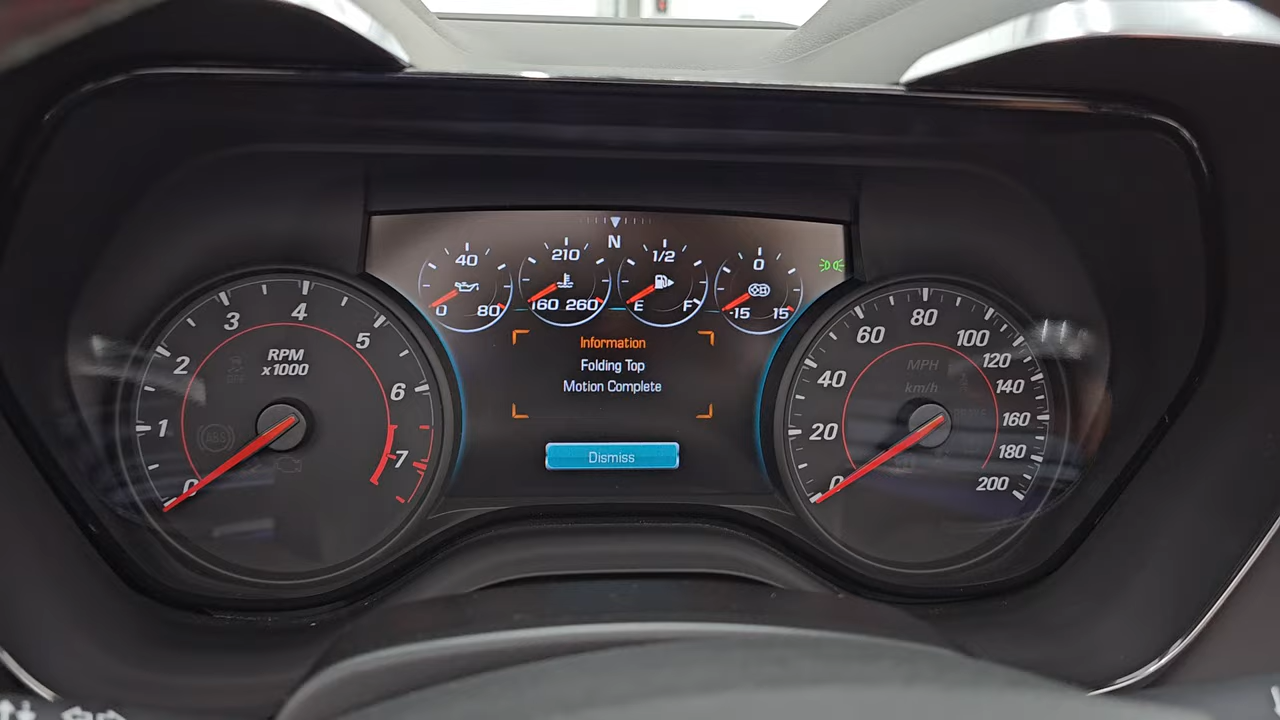 N
40
0 80
210
160 260
1/2
E F
0
-15 15
Information
Folding Top
Motion Complete
Dismiss
0
1
2
3
4
5
6
7
RPM
x1000
ABS
0
20
40
60
80
100
120
140
160
180
200
MPH
km/h